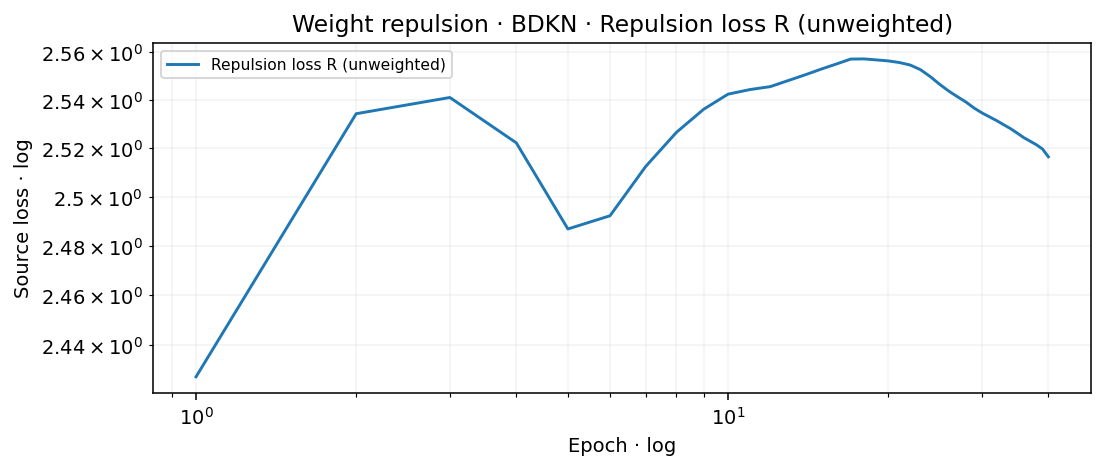 Weight repulsion · BDKN · Repulsion loss R (unweighted)
Repulsion loss R (unweighted)
Source loss · log
2.56 × 10⁰
2.54 × 10⁰
2.52 × 10⁰
2.5 × 10⁰
2.48 × 10⁰
2.46 × 10⁰
2.44 × 10⁰
10⁰
10¹
Epoch · log